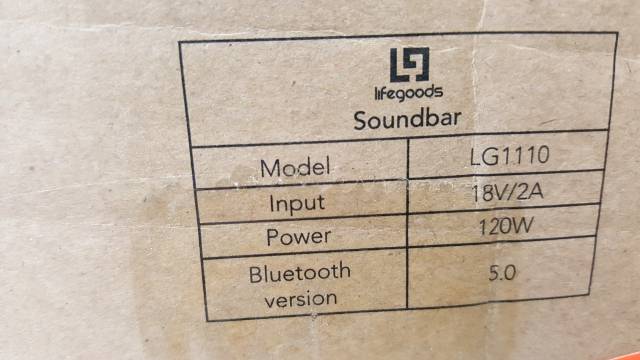 lifegoods
Soundbar
Model LG1110
Input 18V/2A
Power 120W
Bluetooth version 5.0